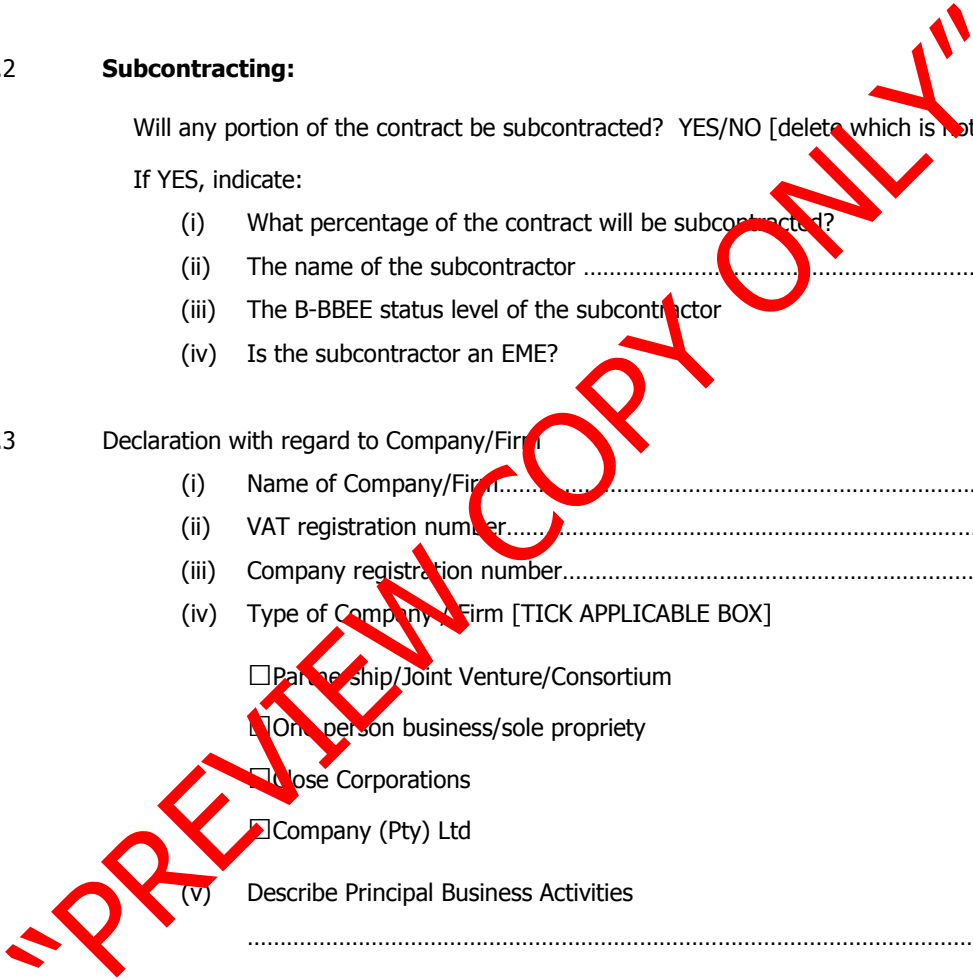 .2 Subcontracting:
Will any portion of the contract be subcontracted? YES/NO [delete which is not
If YES, indicate:
(i) What percentage of the contract will be subcontracted?
(ii) The name of the subcontractor ................................................................
(iii) The B-BBEE status level of the subcontractor
(iv) Is the subcontractor an EME?
.3 Declaration with regard to Company/Firm
(i) Name of Company/Firm................................................................
(ii) VAT registration number................................................................
(iii) Company registration number................................................................
(iv) Type of Company / Firm [TICK APPLICABLE BOX]
☐Partnership/Joint Venture/Consortium
☐One person business/sole propriety
☐Close Corporations
☐Company (Pty) Ltd
(v) Describe Principal Business Activities
................................................................
"PREVIEW COPY ONLY"